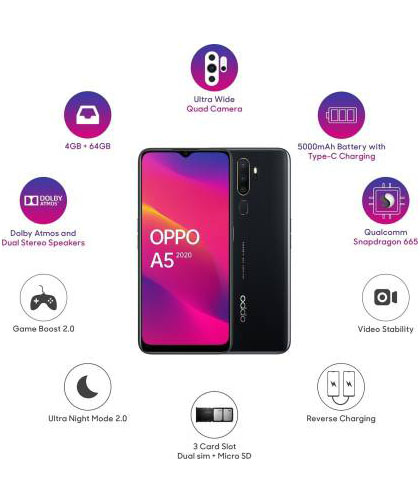 Ultra Wide
Quad Camera
4GB + 64GB
5000mAh Battery with
Type-C Charging
DOLBY
ATMOS
Dolby Atmos and
Dual Stereo Speakers
OPPO
A5 2020
oppo
Qualcomm
Snapdragon 665
Game Boost 2.0
Video Stability
Ultra Night Mode 2.0
3 Card Slot
Dual sim + Micro SD
Reverse Charging